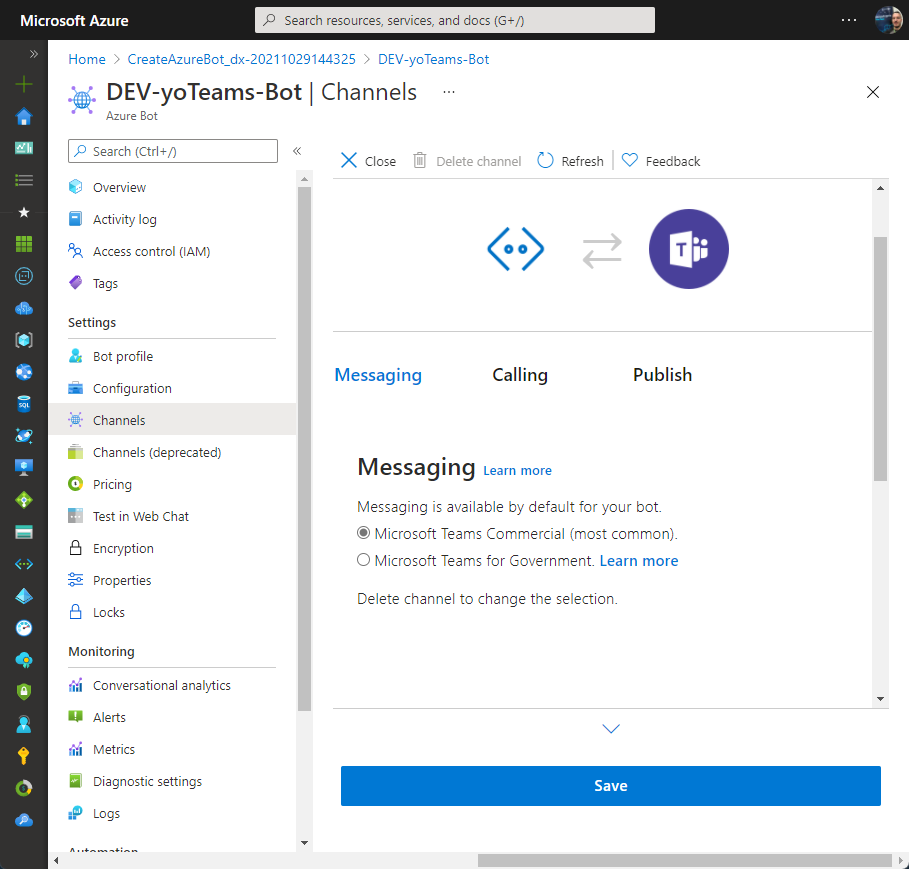 Microsoft Azure
Search resources, services, and docs (G+/)
Home > CreateAzureBot_dx-20211029144325 > DEV-yoTeams-Bot
DEV-yoTeams-Bot | Channels ...
Azure Bot
Search (Ctrl+/)
Overview
Activity log
Access control (IAM)
Tags
Settings
Bot profile
Configuration
Channels
Channels (deprecated)
Pricing
Test in Web Chat
Encryption
Properties
Locks
Monitoring
Conversational analytics
Alerts
Metrics
Diagnostic settings
Logs
Automation
Close Delete channel Refresh Feedback
T
Messaging Calling Publish
Messaging Learn more
Messaging is available by default for your bot.
Microsoft Teams Commercial (most common).
Microsoft Teams for Government. Learn more
Delete channel to change the selection.
Save
SQL